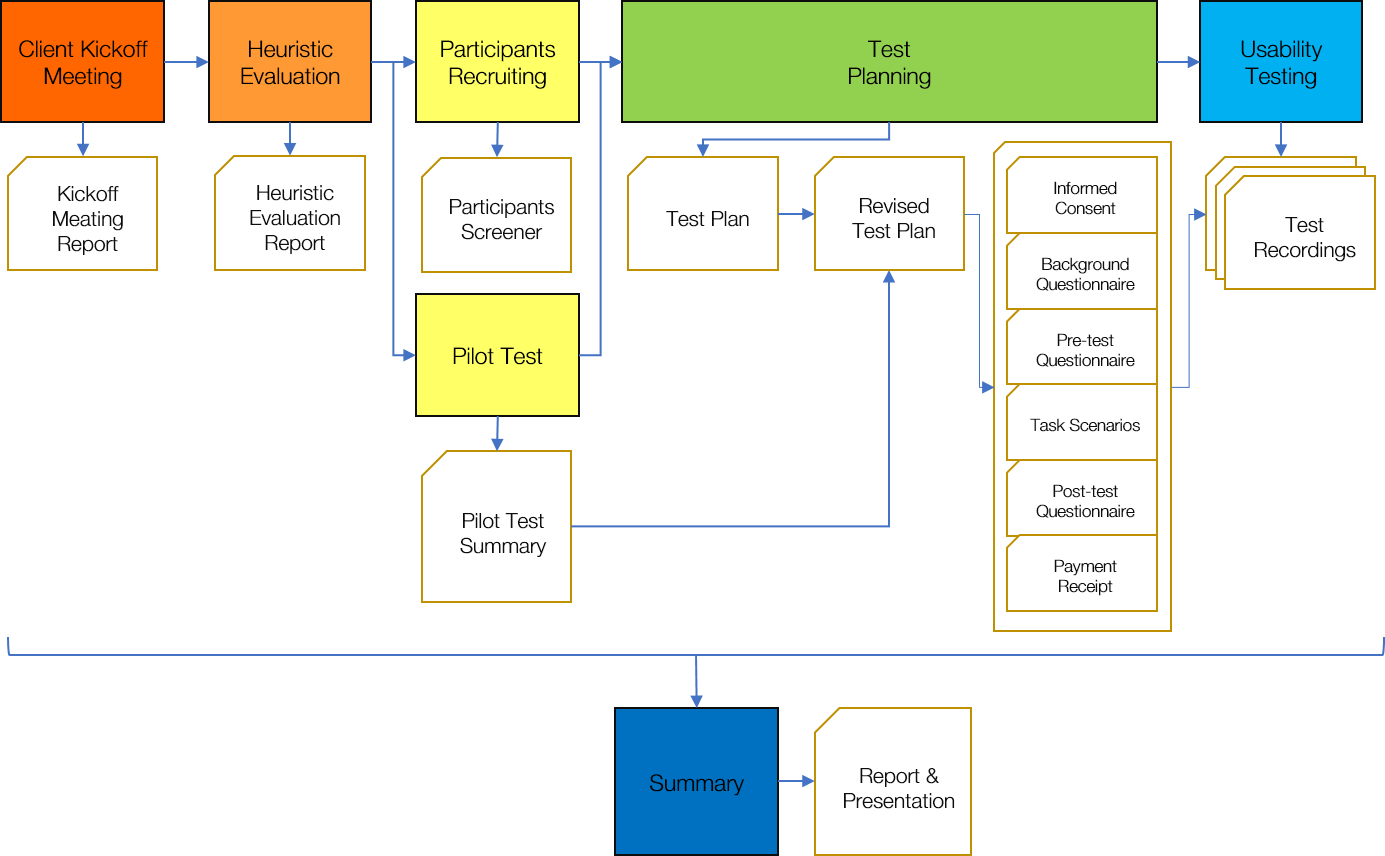 Client Kickoff
Meeting
Heuristic
Evaluation
Participants
Recruiting
Test
Planning
Usability
Testing
Kickoff
Meating
Report
Heuristic
Evaluation
Report
Participants
Screener
Test Plan
Revised
Test Plan
Informed
Consent
Background
Questionnaire
Pre-test
Questionnaire
Task Scenarios
Post-test
Questionnaire
Payment
Receipt
Test
Recordings
Pilot Test
Pilot Test
Summary
Summary
Report &
Presentation